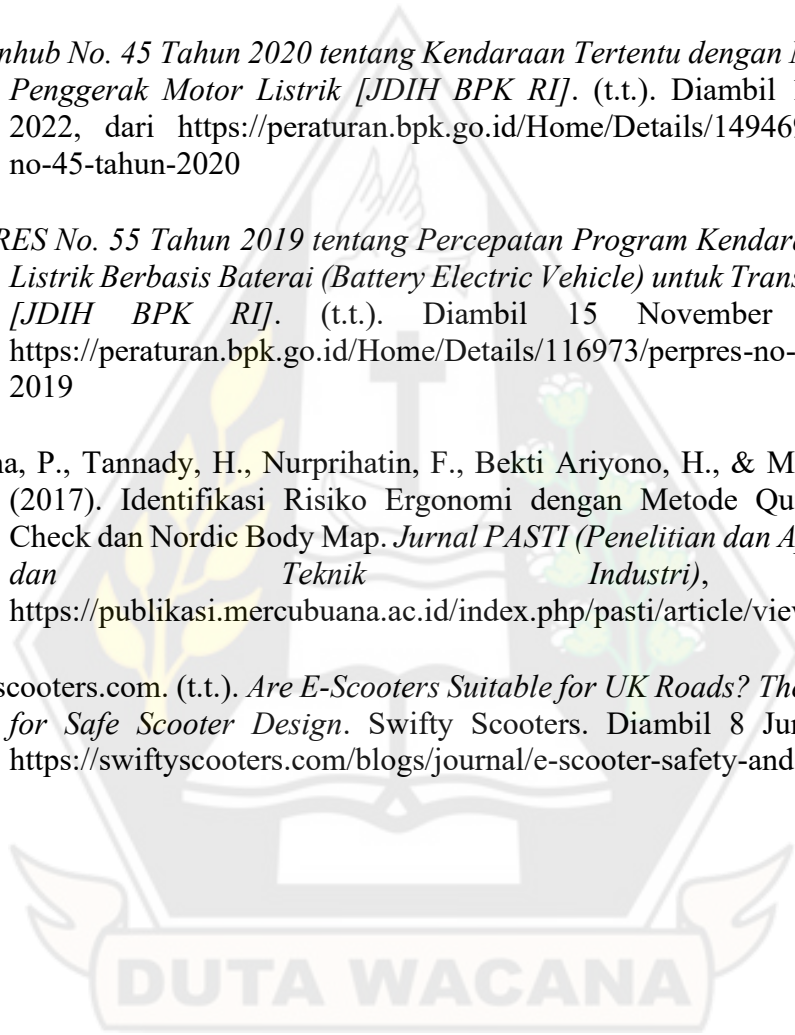 nhub No. 45 Tahun 2020 tentang Kendaraan Tertentu dengan
Penggerak Motor Listrik [JDIH BPK RI]. (t.t.). Diambil
2022, dari https://peraturan.bpk.go.id/Home/Details/149469
no-45-tahun-2020
RES No. 55 Tahun 2019 tentang Percepatan Program Kendara
Listrik Berbasis Baterai (Battery Electric Vehicle) untuk Trans
[JDIH BPK RI]. (t.t.). Diambil 15 November
https://peraturan.bpk.go.id/Home/Details/116973/perpres-no-
2019
na, P., Tannady, H., Nurprihatin, F., Bekti Ariyono, H., & M
(2017). Identifikasi Risiko Ergonomi dengan Metode Qu
Check dan Nordic Body Map. Jurnal PASTI (Penelitian dan A
dan Teknik Industri),
https://publikasi.mercubuana.ac.id/index.php/pasti/article/view
scooters.com. (t.t.). Are E-Scooters Suitable for UK Roads? The
for Safe Scooter Design. Swifty Scooters. Diambil 8 Jun
https://swiftyscooters.com/blogs/journal/e-scooter-safety-and
DUTA WACANA